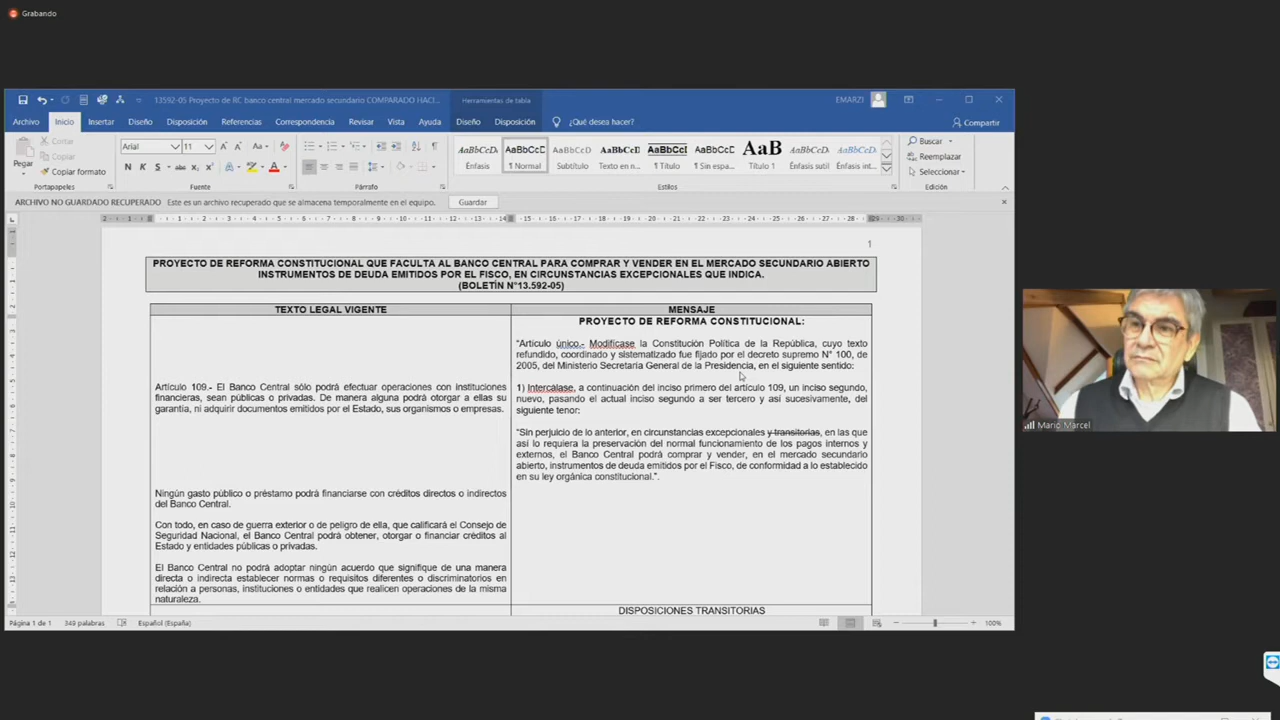 Grabando
13592-05 Proyecto de RC banco central mercado secundario COMPARADO HACI...
Herramientas de tabla
EMARZI
Archivo Inicio Insertar Diseño Disposición Referencias Correspondencia Revisar Vista Ayuda Diseño Disposición ¿Qué desea hacer? Compartir
Pegar
Cortar
Copiar
Copiar formato
Portapapeles
Arial 11
N K S abc x₂ x²
Fuente
Párrafo
AaBbCcDc Énfasis
AaBbCcI ¶ Normal
AaBbCcD Subtítulo
AaBbCcD Texto en n...
AaBbCcI ¶ Título
AaBbCcD ¶ Sin espa...
AaB Título 1
AaBbCcDc Énfasis sutil
AaBbCcDc Énfasis int...
Estilos
Buscar
Reemplazar
Seleccionar
Edición
ARCHIVO NO GUARDADO RECUPERADO Este es un archivo recuperado que se almacena temporalmente en el equipo. Guardar
1
PROYECTO DE REFORMA CONSTITUCIONAL QUE FACULTA AL BANCO CENTRAL PARA COMPRAR Y VENDER EN EL MERCADO SECUNDARIO ABIERTO
INSTRUMENTOS DE DEUDA EMITIDOS POR EL FISCO, EN CIRCUNSTANCIAS EXCEPCIONALES QUE INDICA.
(BOLETÍN N°13.592-05)
TEXTO LEGAL VIGENTE
Artículo 109.- El Banco Central sólo podrá efectuar operaciones con instituciones
financieras, sean públicas o privadas. De manera alguna podrá otorgar a ellas su
garantía, ni adquirir documentos emitidos por el Estado, sus organismos o empresas.
Ningún gasto público o préstamo podrá financiarse con créditos directos o indirectos
del Banco Central.
Con todo, en caso de guerra exterior o de peligro de ella, que calificará el Consejo de
Seguridad Nacional, el Banco Central podrá obtener, otorgar o financiar créditos al
Estado y entidades públicas o privadas.
El Banco Central no podrá adoptar ningún acuerdo que signifique de una manera
directa o indirecta establecer normas o requisitos diferentes o discriminatorios en
relación a personas, instituciones o entidades que realicen operaciones de la misma
naturaleza.
MENSAJE
PROYECTO DE REFORMA CONSTITUCIONAL:
“Artículo único.- Modifícase la Constitución Política de la República, cuyo texto
refundido, coordinado y sistematizado fue fijado por el decreto supremo N° 100, de
2005, del Ministerio Secretaría General de la Presidencia, en el siguiente sentido:
1) Intercálase, a continuación del inciso primero del artículo 109, un inciso segundo,
nuevo, pasando el actual inciso segundo a ser tercero y así sucesivamente, del
siguiente tenor:
“Sin perjuicio de lo anterior, en circunstancias excepcionales y transitorias, en las que
así lo requiera la preservación del normal funcionamiento de los pagos internos y
externos, el Banco Central podrá comprar y vender, en el mercado secundario
abierto, instrumentos de deuda emitidos por el Fisco, de conformidad a lo establecido
en su ley orgánica constitucional.”.
DISPOSICIONES TRANSITORIAS
Mario Marcel
Página 1 de 1 349 palabras Español (España) 100%